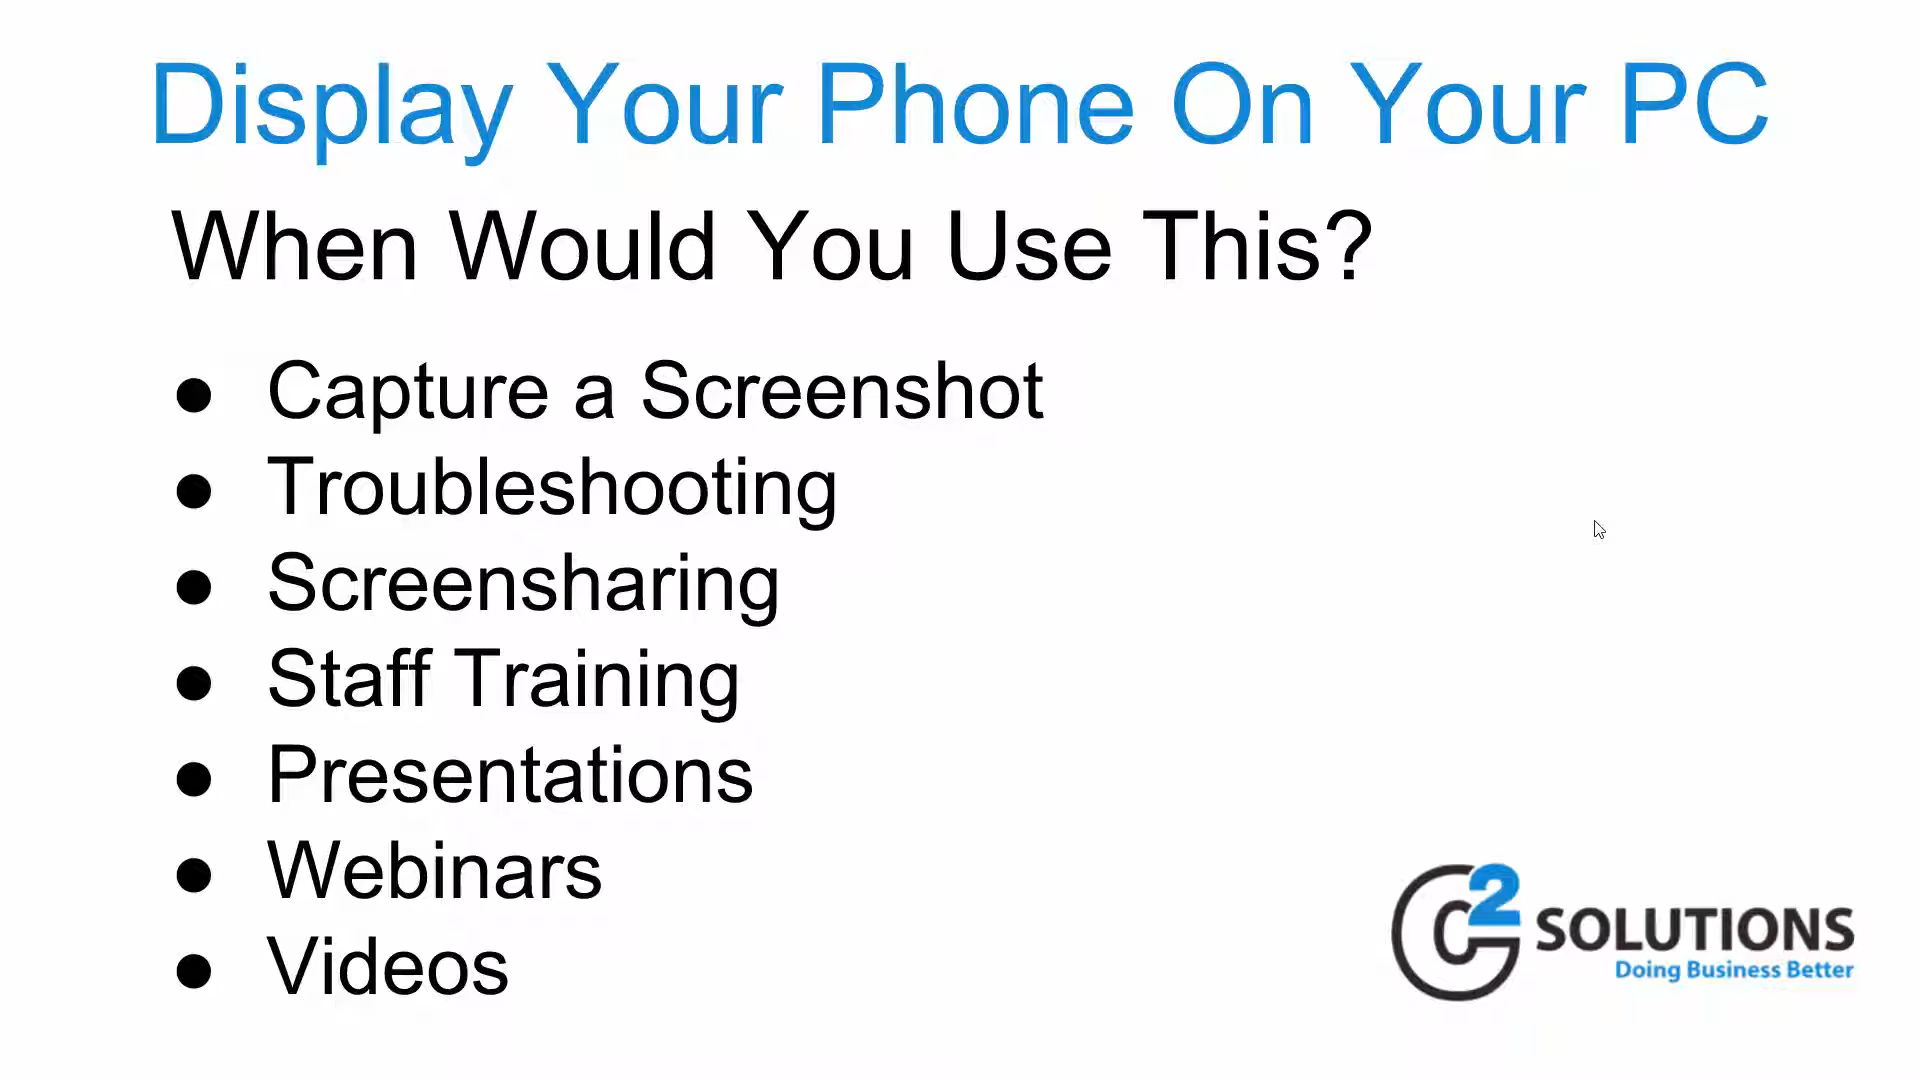 Display Your Phone On Your PC
When Would You Use This?
● Capture a Screenshot
● Troubleshooting
● Screensharing
● Staff Training
● Presentations
● Webinars
● Videos
GC2 SOLUTIONS
Doing Business Better